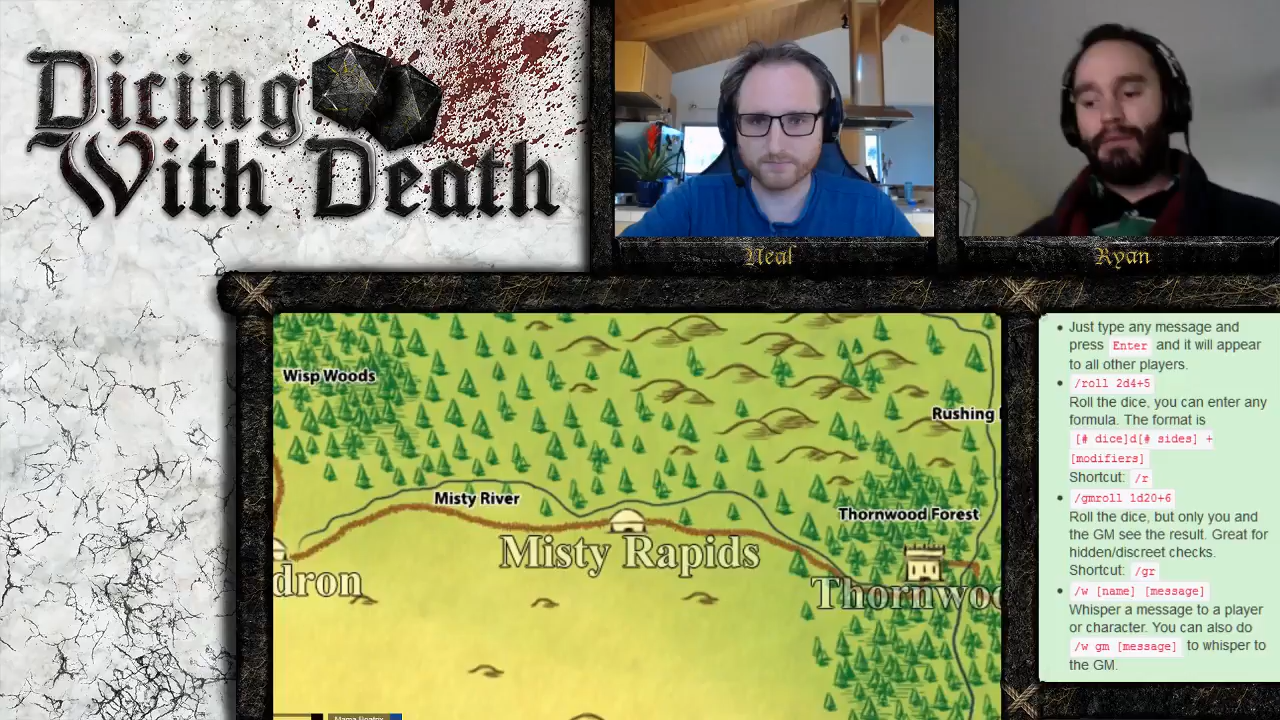 Dicing
With Death
Neal
Ryan
Wisp Woods
Rushing
Misty River
Thornwood Forest
Misty Rapids
dron
Thornwoo
Just type any message and
press Enter and it will appear
to all other players.
/roll 2d4+5
Roll the dice, you can enter any
formula. The format is
[# dice]d[# sides] +
[modifiers]
Shortcut: /r
/gmroll 1d20+6
Roll the dice, but only you and
the GM see the result. Great for
hidden/discreet checks.
Shortcut: /gr
/w [name] [message]
Whisper a message to a player
or character. You can also do
/w gm [message] to whisper to
the GM.